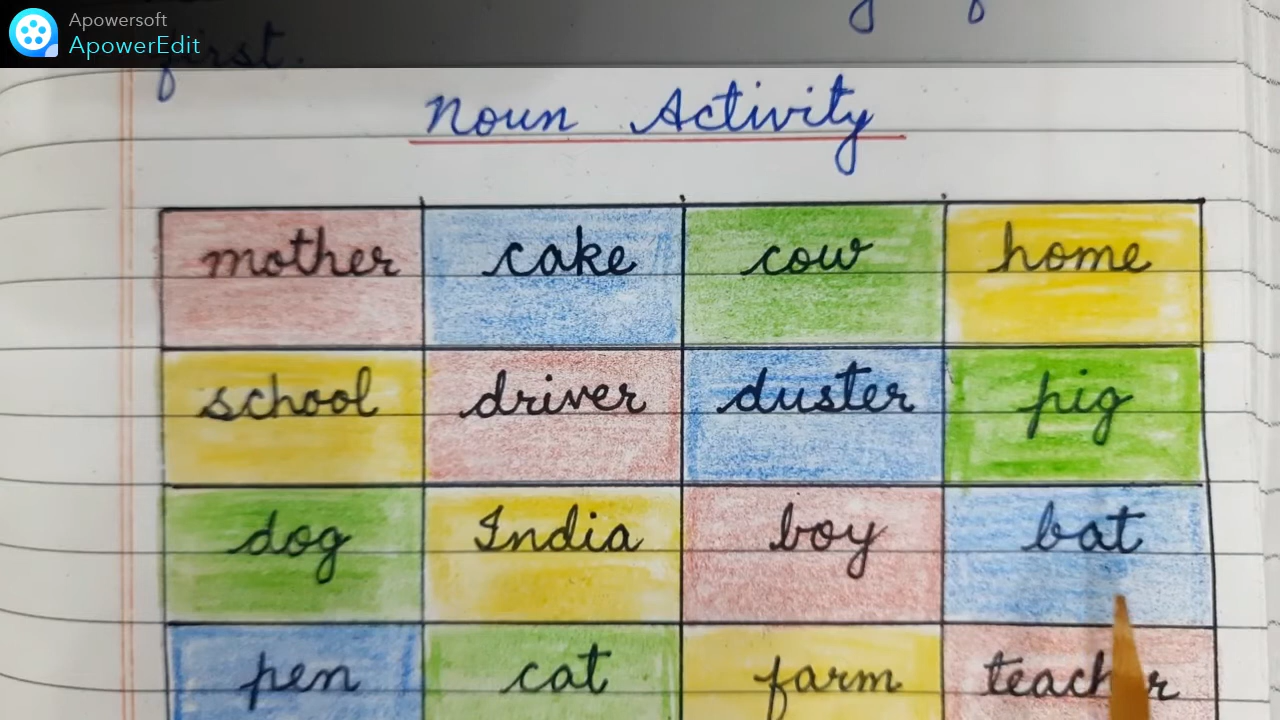 Apowersoft
ApowerEdit
first.
Noun Activity
mother cake cow home
school driver duster pig
dog India boy bat
pen cat farm